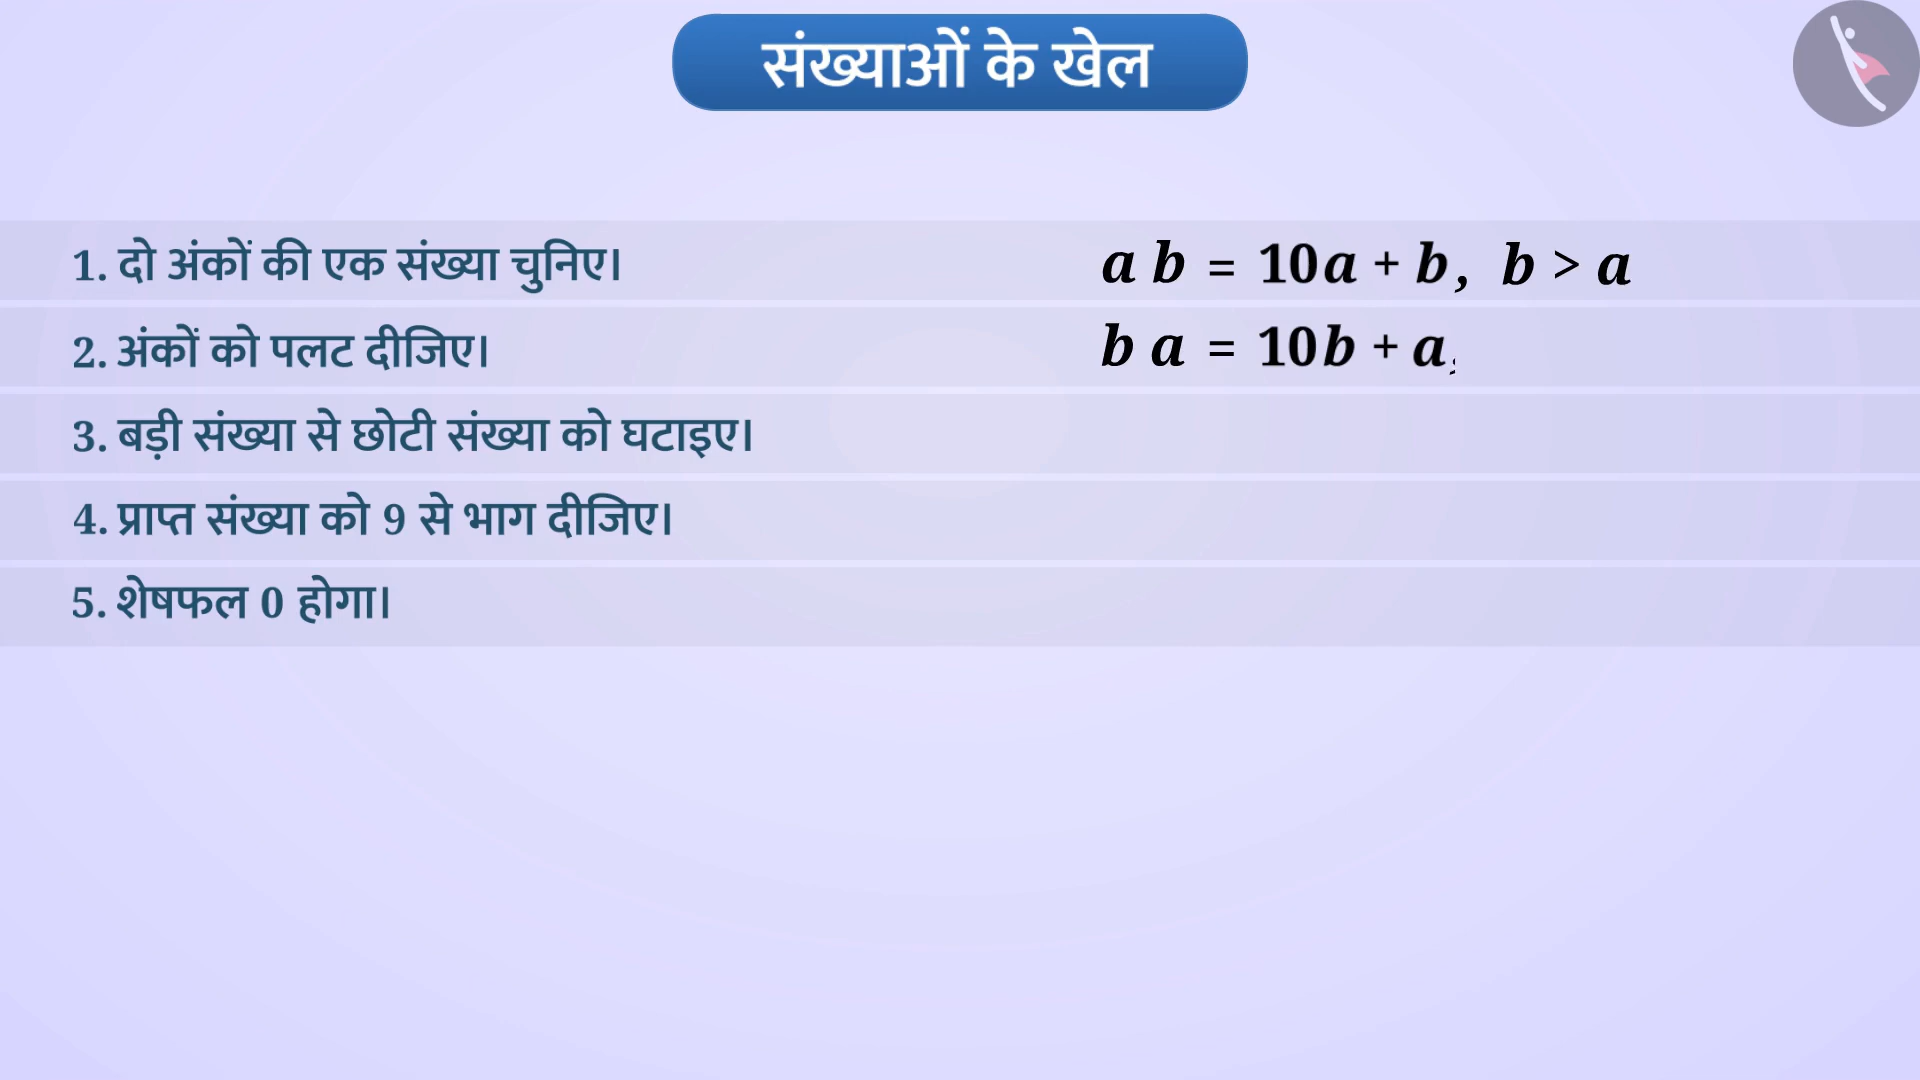 संख्याओं के खेल
1. दो अंकों की एक संख्या चुनिए। a b = 10a + b, b > a
2. अंकों को पलट दीजिए। b a = 10b + a,
3. बड़ी संख्या से छोटी संख्या को घटाइए।
4. प्राप्त संख्या को 9 से भाग दीजिए।
5. शेषफल 0 होगा।